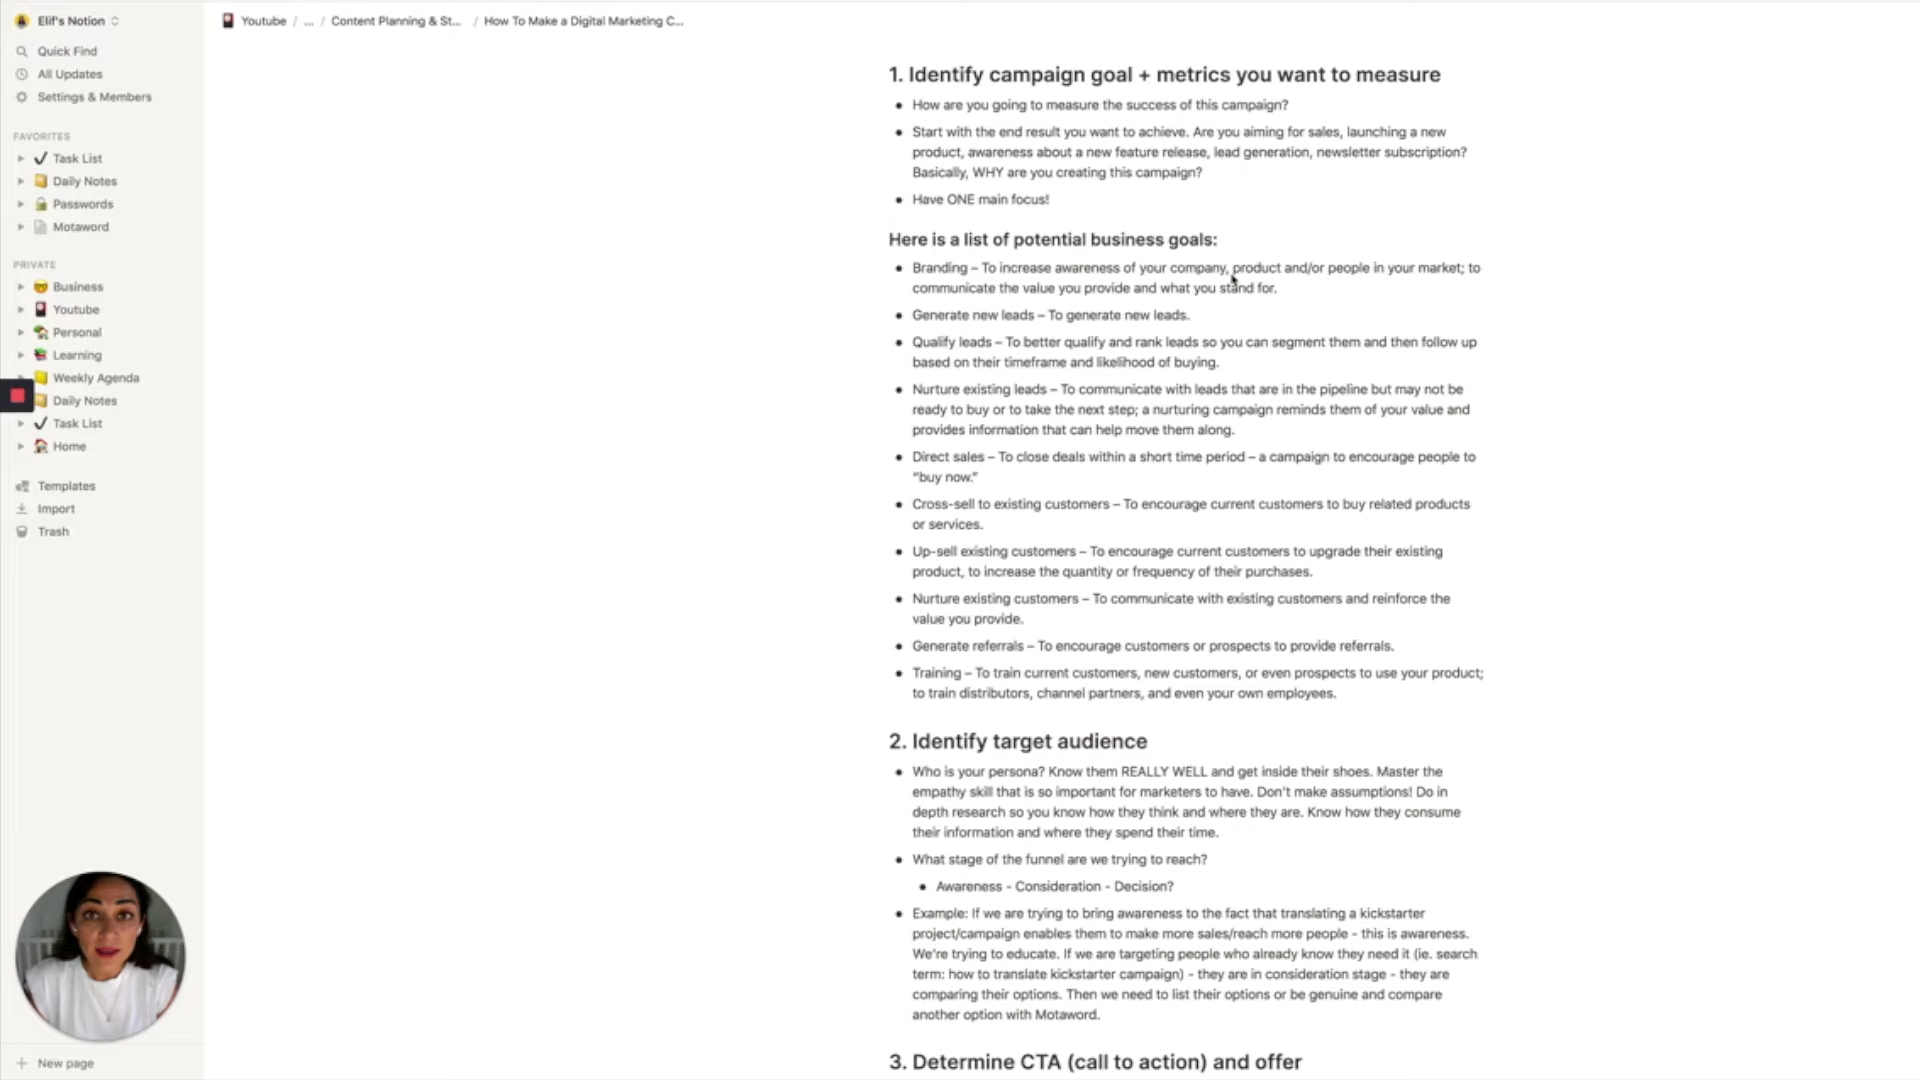 Elif's Notion
Quick Find
All Updates
Settings & Members
FAVORITES
Task List
Daily Notes
Passwords
Motaword
PRIVATE
Business
Youtube
Personal
Learning
Weekly Agenda
Daily Notes
Task List
Home
Templates
Import
Trash
New page
Youtube / ... / Content Planning & St... / How To Make a Digital Marketing C...
1. Identify campaign goal + metrics you want to measure
• How are you going to measure the success of this campaign?
• Start with the end result you want to achieve. Are you aiming for sales, launching a new
product, awareness about a new feature release, lead generation, newsletter subscription?
Basically, WHY are you creating this campaign?
• Have ONE main focus!
Here is a list of potential business goals:
• Branding – To increase awareness of your company, product and/or people in your market; to
communicate the value you provide and what you stand for.
• Generate new leads – To generate new leads.
• Qualify leads – To better qualify and rank leads so you can segment them and then follow up
based on their timeframe and likelihood of buying.
• Nurture existing leads – To communicate with leads that are in the pipeline but may not be
ready to buy or to take the next step; a nurturing campaign reminds them of your value and
provides information that can help move them along.
• Direct sales – To close deals within a short time period – a campaign to encourage people to
“buy now.”
• Cross-sell to existing customers – To encourage current customers to buy related products
or services.
• Up-sell existing customers – To encourage current customers to upgrade their existing
product, to increase the quantity or frequency of their purchases.
• Nurture existing customers – To communicate with existing customers and reinforce the
value you provide.
• Generate referrals – To encourage customers or prospects to provide referrals.
• Training – To train current customers, new customers, or even prospects to use your product;
to train distributors, channel partners, and even your own employees.
2. Identify target audience
• Who is your persona? Know them REALLY WELL and get inside their shoes. Master the
empathy skill that is so important for marketers to have. Don't make assumptions! Do in
depth research so you know how they think and where they are. Know how they consume
their information and where they spend their time.
• What stage of the funnel are we trying to reach?
• Awareness - Consideration - Decision?
• Example: If we are trying to bring awareness to the fact that translating a kickstarter
project/campaign enables them to make more sales/reach more people - this is awareness.
We're trying to educate. If we are targeting people who already know they need it (ie. search
term: how to translate kickstarter campaign) - they are in consideration stage - they are
comparing their options. Then we need to list their options or be genuine and compare
another option with Motaword.
3. Determine CTA (call to action) and offer